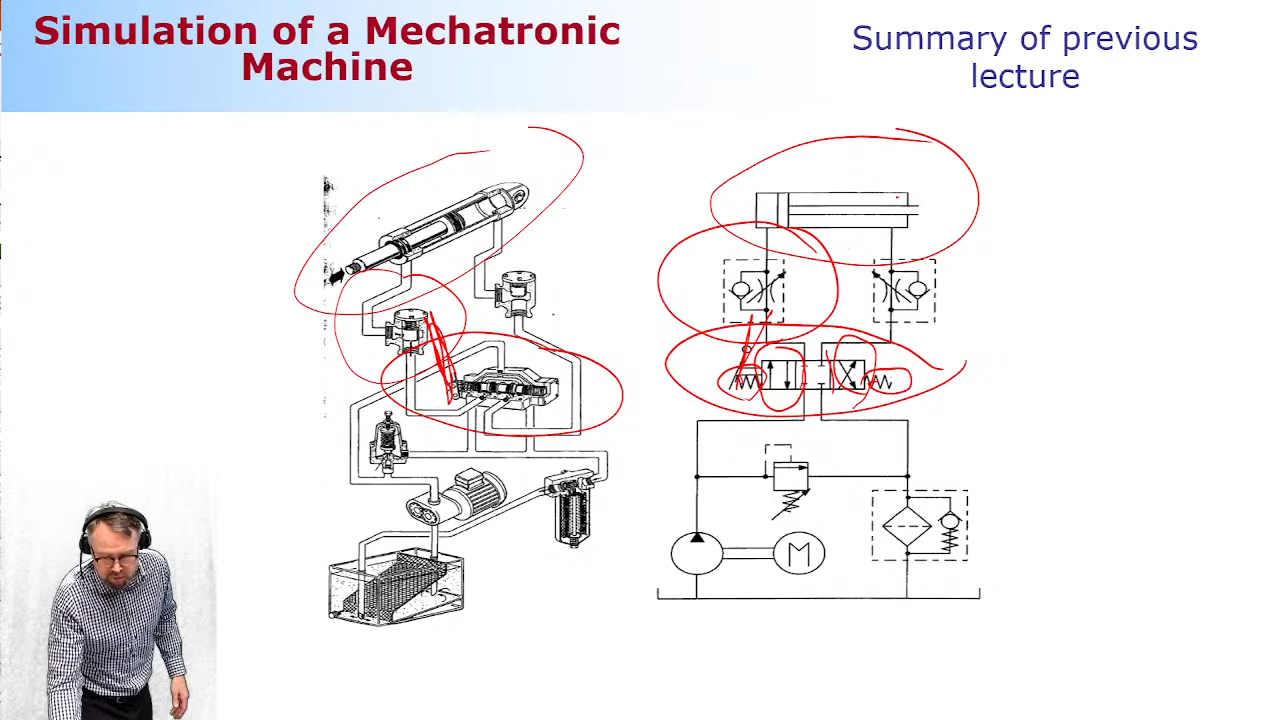 Simulation of a Mechatronic
Machine
Summary of previous
lecture
M